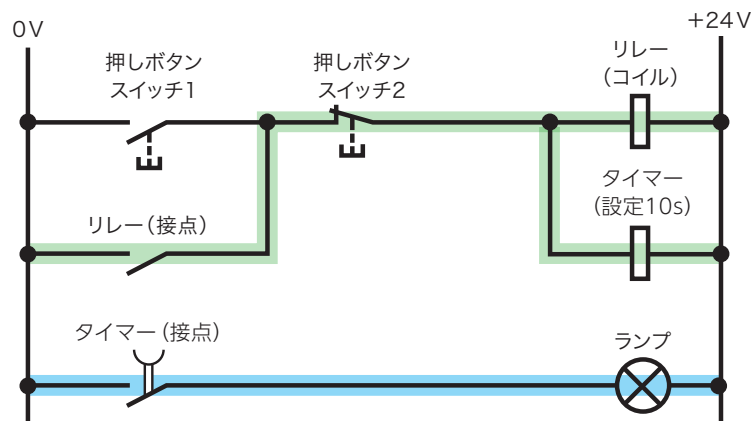 0V
+24V
押しボタン
スイッチ1
押しボタン
スイッチ2
リレー
（コイル）
リレー（接点）
タイマー
（設定10s）
タイマー（接点）
ランプ